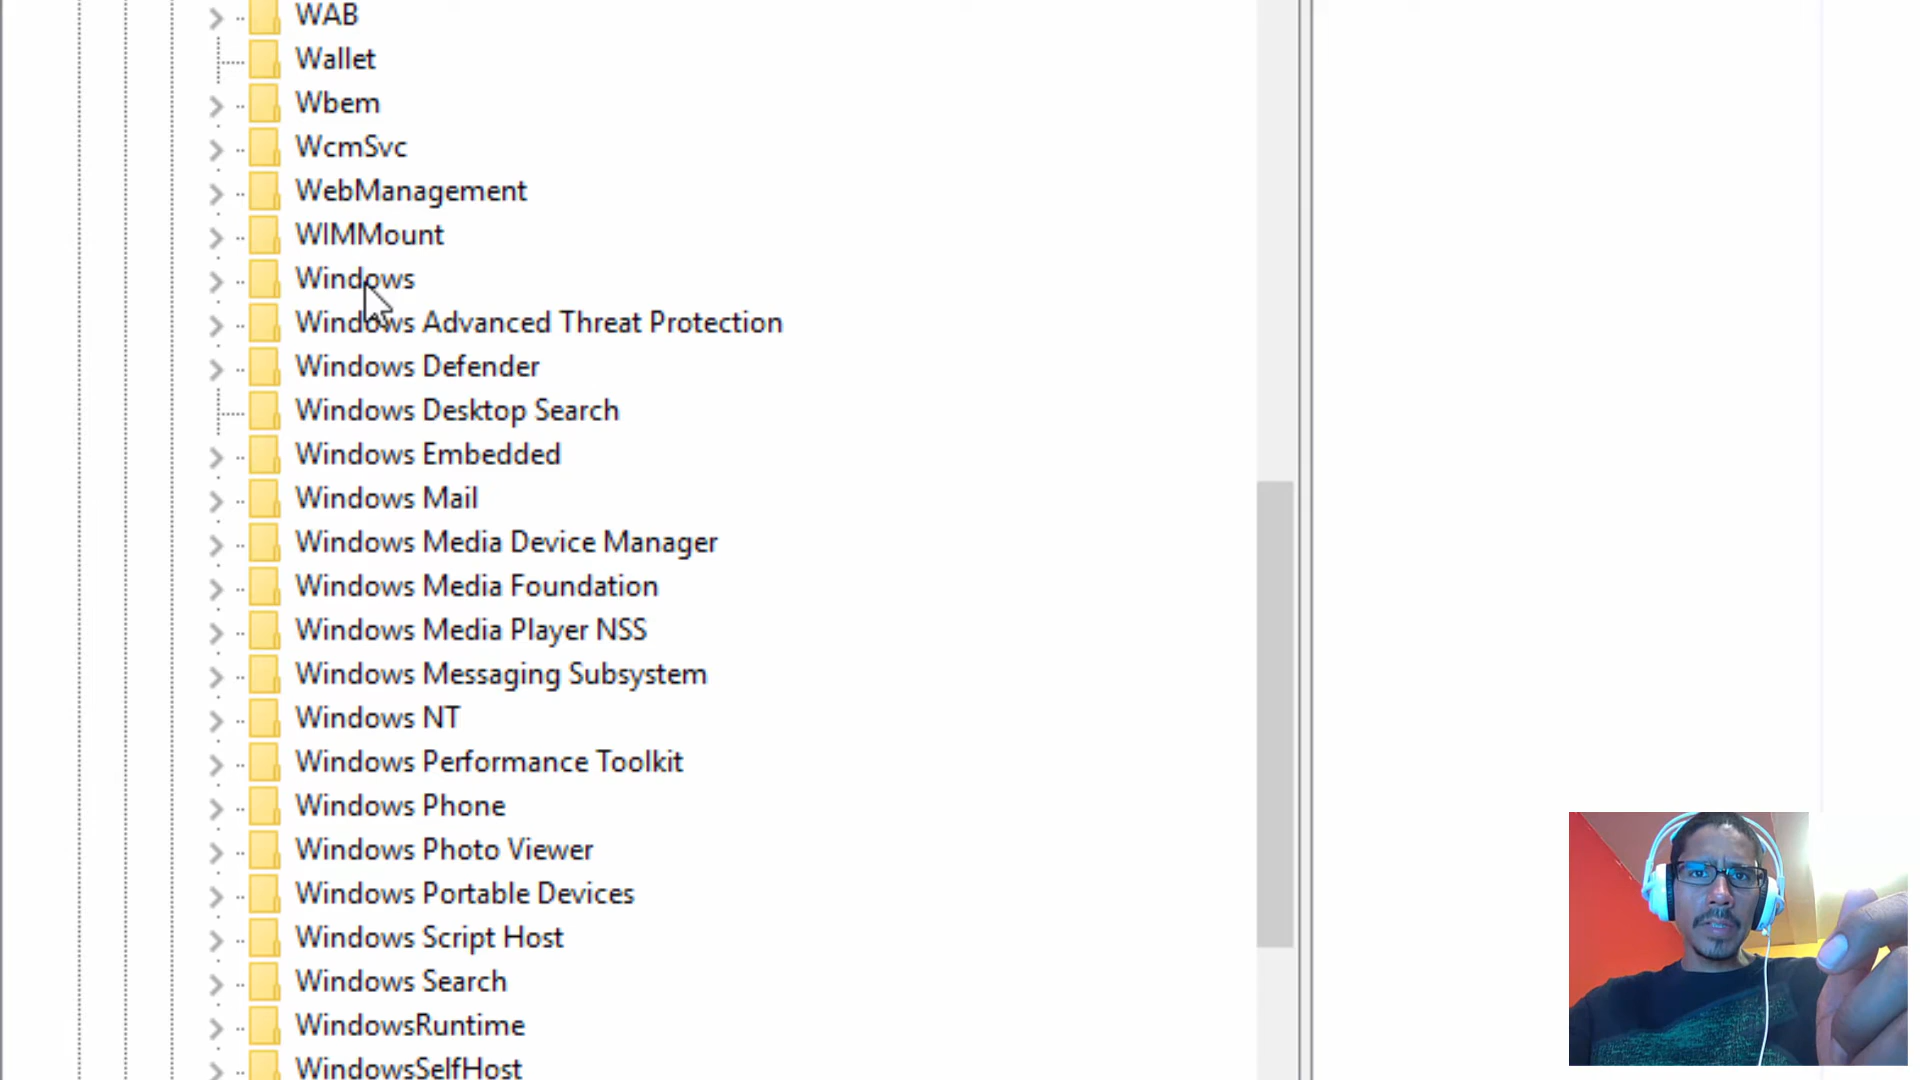 WAB
Wallet
Wbem
WcmSvc
WebManagement
WIMMount
Windows
Windows Advanced Threat Protection
Windows Defender
Windows Desktop Search
Windows Embedded
Windows Mail
Windows Media Device Manager
Windows Media Foundation
Windows Media Player NSS
Windows Messaging Subsystem
Windows NT
Windows Performance Toolkit
Windows Phone
Windows Photo Viewer
Windows Portable Devices
Windows Script Host
Windows Search
WindowsRuntime
WindowsSelfHost